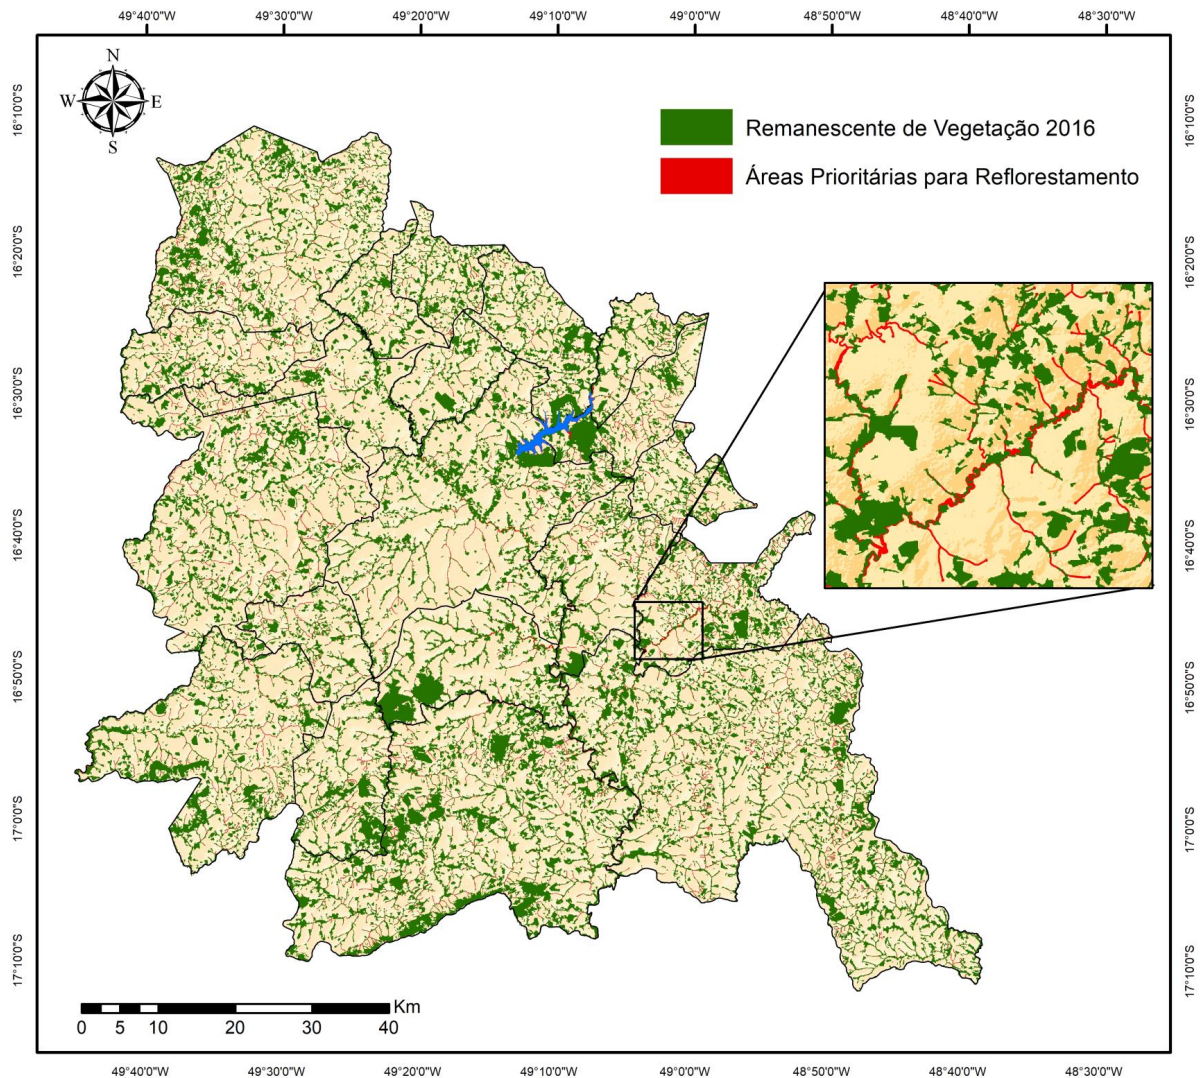 49°40'0"W 49°30'0"W 49°20'0"W 49°10'0"W 49°0'0"W 48°50'0"W 48°40'0"W 48°30'0"W
N
W E
S
Remanescente de Vegetação 2016
Áreas Prioritárias para Reflorestamento
16°10'0"S 16°10'0"S
16°20'0"S 16°20'0"S
16°30'0"S 16°30'0"S
16°40'0"S 16°40'0"S
16°50'0"S 16°50'0"S
17°0'0"S 17°0'0"S
17°10'0"S 17°10'0"S
Km
0 5 10 20 30 40
49°40'0"W 49°30'0"W 49°20'0"W 49°10'0"W 49°0'0"W 48°50'0"W 48°40'0"W 48°30'0"W